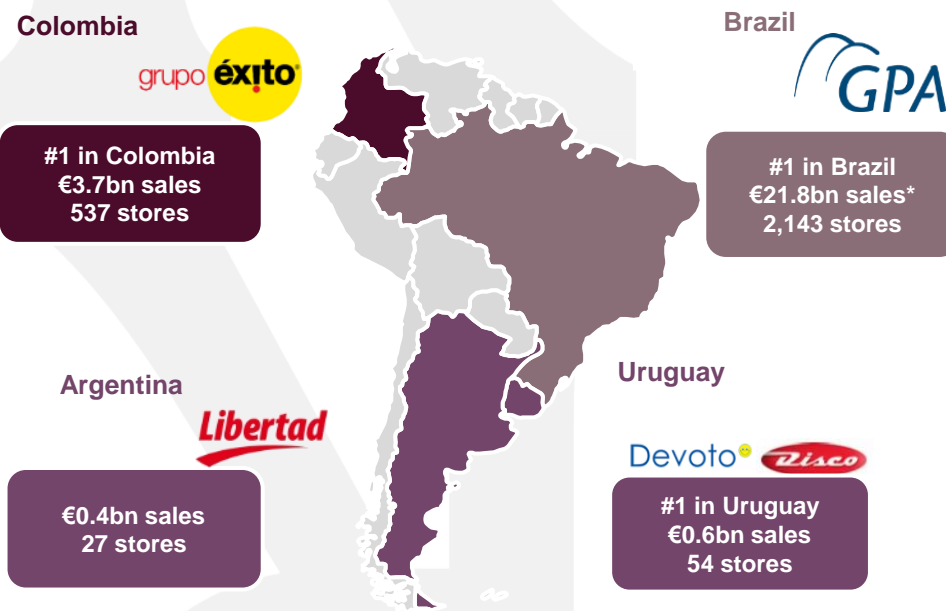 Colombia
grupo éxito
#1 in Colombia
€3.7bn sales
537 stores
Brazil
GPA
#1 in Brazil
€21.8bn sales*
2,143 stores
Argentina
Libertad
€0.4bn sales
27 stores
Uruguay
Devoto Disco
#1 in Uruguay
€0.6bn sales
54 stores